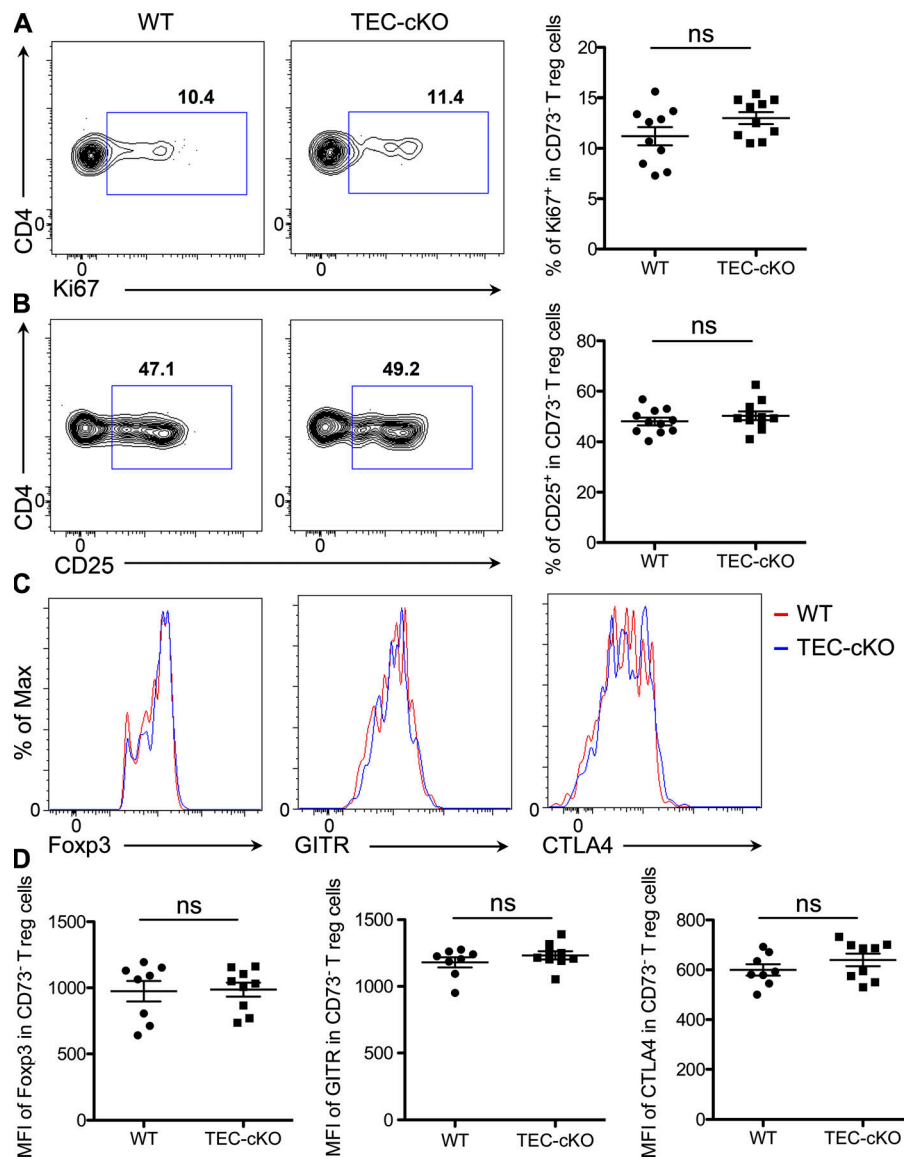 A
WT
TEC-cKO
10.4
11.4
CD4
0
0
0
0
Ki67
% of Ki67⁺ in CD73⁻ T reg cells
20
15
10
5
0
ns
WT
TEC-cKO
B
47.1
49.2
CD4
0
0
0
0
CD25
% of CD25⁺ in CD73⁻ T reg cells
80
60
40
20
0
ns
WT
TEC-cKO
C
% of Max
0
0
0
0
0
0
Foxp3
GITR
CTLA4
WT
TEC-cKO
D
MFI of Foxp3 in CD73⁻ T reg cells
1500
1000
500
0
ns
WT
TEC-cKO
MFI of GITR in CD73⁻ T reg cells
1500
1000
500
0
ns
WT
TEC-cKO
MFI of CTLA4 in CD73⁻ T reg cells
800
600
400
200
0
ns
WT
TEC-cKO